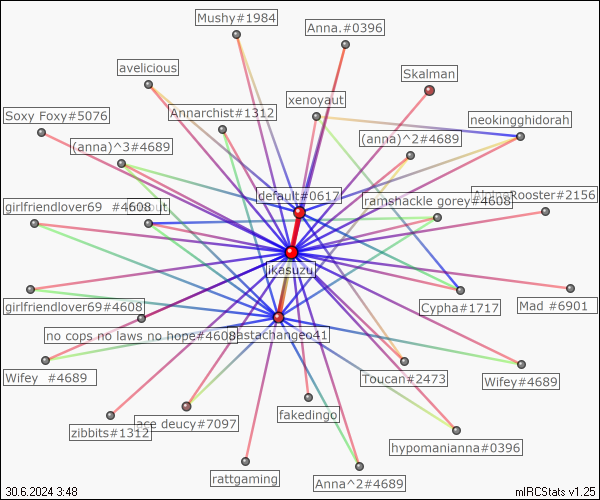 Mushy#1984
Anna.#0396
avelicious
Skalman
xenoyaut
Soxy Foxy#5076
Annarchist#1312
neokingghidorah
(anna)^3#4689
(anna)^2#4689
default#0617
ramshackle gorey#4608
Rooster#2156
girlfriendlover69 #4608
jikasuzu
girlfriendlover69#4608
Cypha#1717
Mad #6901
no cops no laws no hope#4608
astachangeo41
Wifey #4689
Toucan#2473
Wifey#4689
zibbits#1312
ace deucy#7097
fakedingo
hypomanianna#0396
rattgaming
Anna^2#4689
30.6.2024 3:48
mIRCStats v1.25